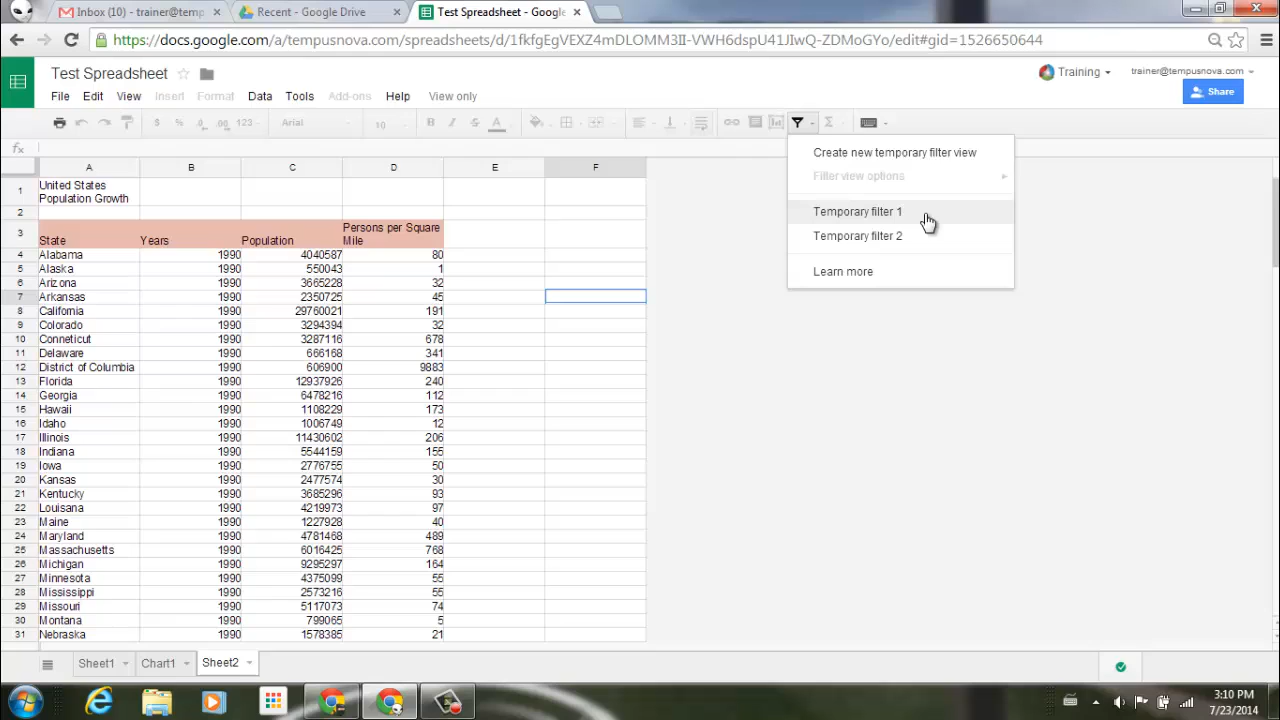 Inbox (10) - trainer@temp
Recent - Google Drive
Test Spreadsheet - Google
https://docs.google.com/a/tempusnova.com/spreadsheets/d/1fkfgEgVEXZ4mDLOMM3II-VWH6dspU41JIwQ-ZDMoGYo/edit#gid=1526650644
Test Spreadsheet
Training
trainer@tempusnova.com
File Edit View Insert Format Data Tools Add-ons Help View only
Share
$ % .0 .00 123 Arial 10 B I S A Σ
fx
Create new temporary filter view
Filter view options
Temporary filter 1
Temporary filter 2
Learn more
A B C D E F
1 United States
Population Growth
2
3 State Years Population Persons per Square
Mile
4 Alabama 1990 4040587 80
5 Alaska 1990 550043 1
6 Arizona 1990 3665228 32
7 Arkansas 1990 2350725 45
8 California 1990 29760021 191
9 Colorado 1990 3294394 32
10 Conneticut 1990 3287116 678
11 Delaware 1990 666168 341
12 District of Columbia 1990 606900 9883
13 Florida 1990 12937926 240
14 Georgia 1990 6478216 112
15 Hawaii 1990 1108229 173
16 Idaho 1990 1006749 12
17 Illinois 1990 11430602 206
18 Indiana 1990 5544159 155
19 Iowa 1990 2776755 50
20 Kansas 1990 2477574 30
21 Kentucky 1990 3685296 93
22 Louisana 1990 4219973 97
23 Maine 1990 1227928 40
24 Maryland 1990 4781468 489
25 Massachusetts 1990 6016425 768
26 Michigan 1990 9295297 164
27 Minnesota 1990 4375099 55
28 Mississippi 1990 2573216 55
29 Missouri 1990 5117073 74
30 Montana 1990 799065 5
31 Nebraska 1990 1578385 21
Sheet1 Chart1 Sheet2
3:10 PM
7/23/2014